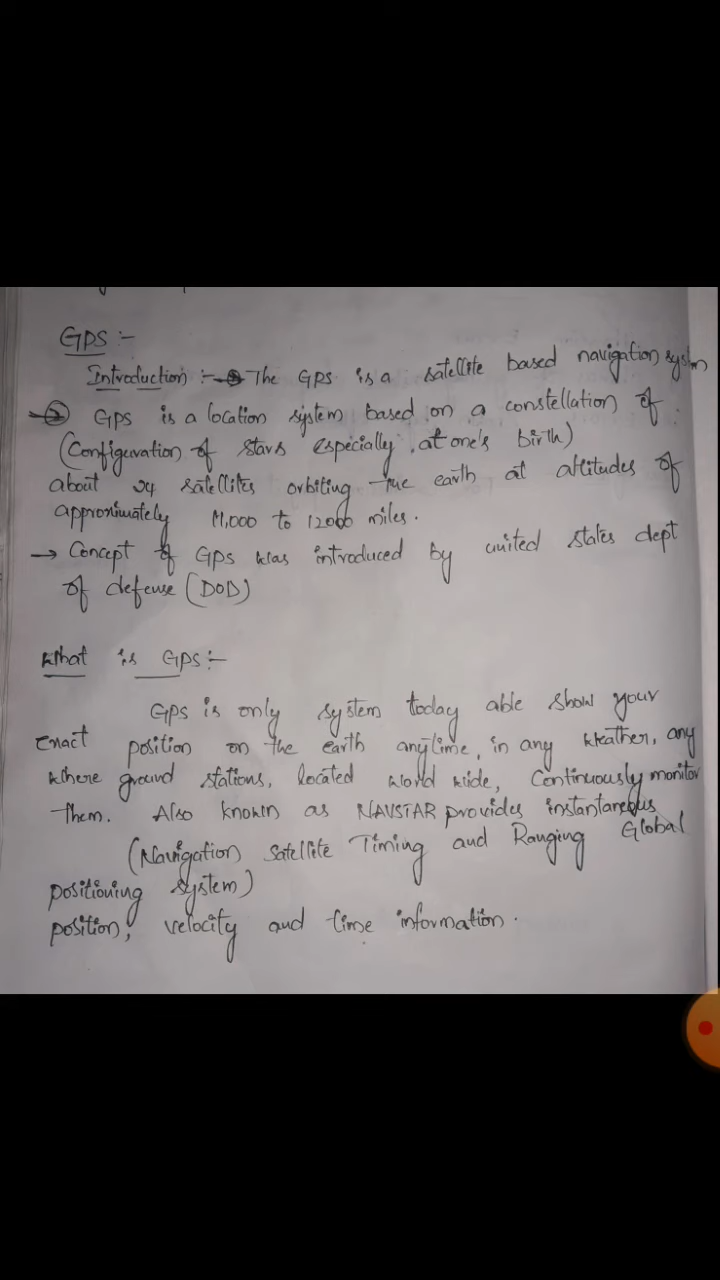 GPS :-
Introduction :- → The GPS is a satellite based navigation system
→ GPS is a location system based on a constellation of
(Configuration of stars especially, at one's birth)
about 24 satellites orbiting the earth at altitudes of
approximately 11,000 to 12000 miles.
→ Concept of GPS was introduced by united states dept
of defense (DOD)
What is GPS :-
GPS is only system today able show your
exact position on the earth anytime, in any weather, any
where ground stations, located world wide, Continuously monitor
them. Also known as NAVSTAR provides instantaneous
(Navigation Satellite Timing and Ranging Global
positioning system)
position, velocity and time information.